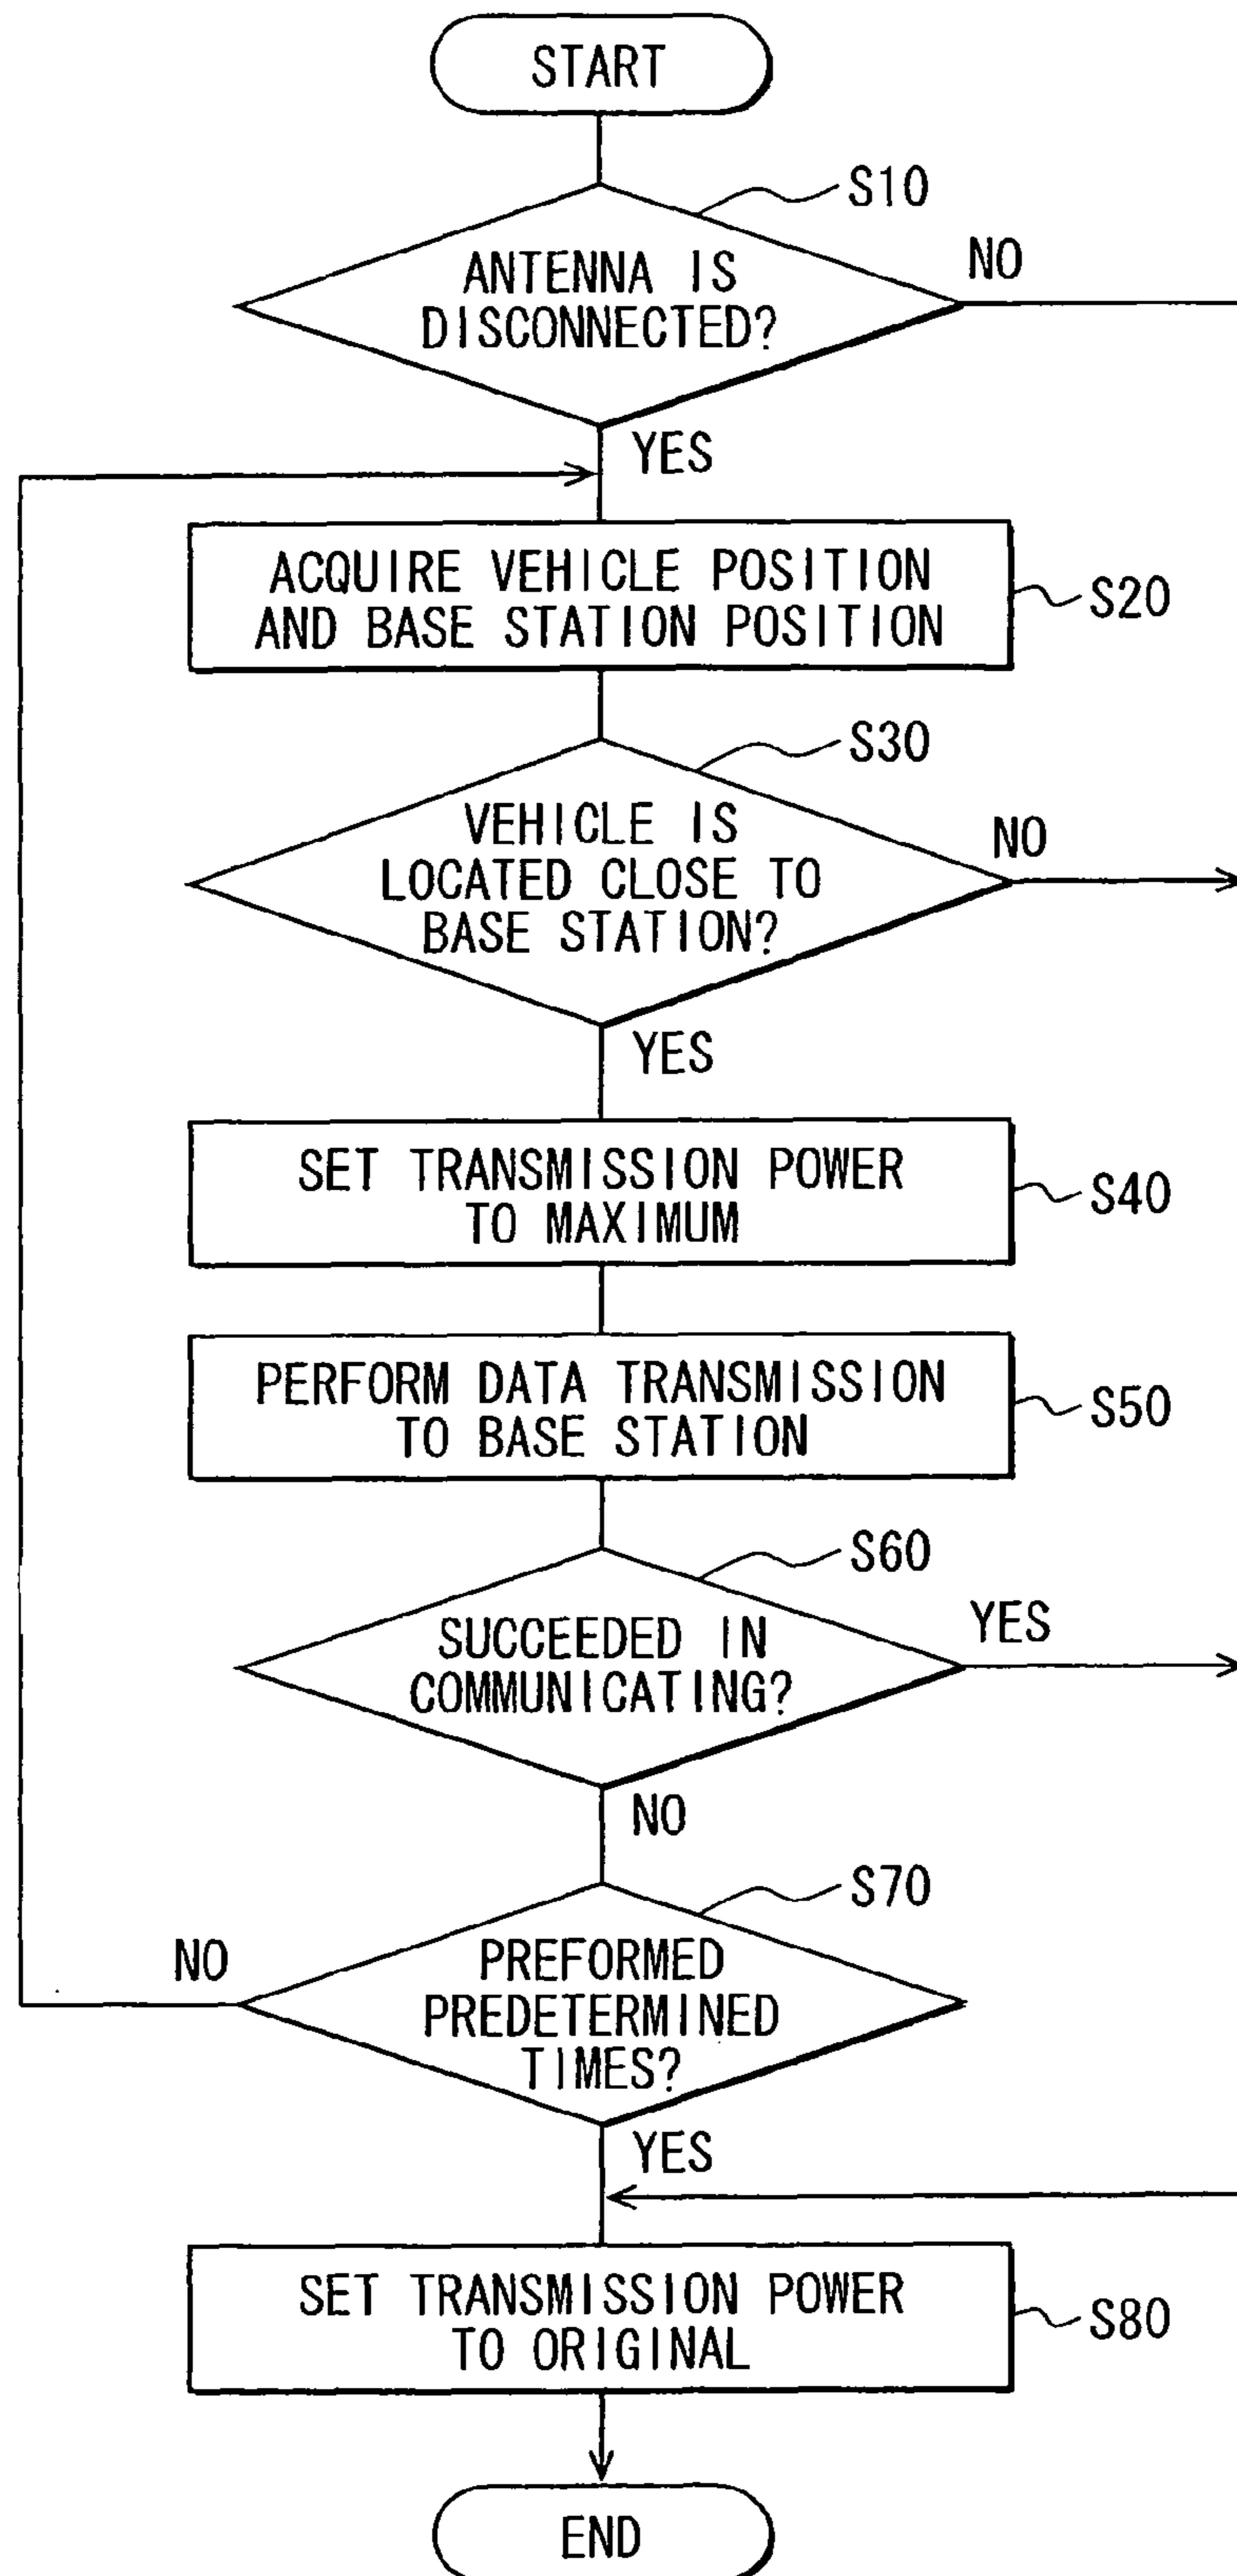 START
S10
ANTENNA IS
DISCONNECTED?
NO
YES
ACQUIRE VEHICLE POSITION
AND BASE STATION POSITION
S20
S30
VEHICLE IS
LOCATED CLOSE TO
BASE STATION?
NO
YES
SET TRANSMISSION POWER
TO MAXIMUM
S40
PERFORM DATA TRANSMISSION
TO BASE STATION
S50
S60
SUCCEEDED IN
COMMUNICATING?
YES
NO
S70
NO
PREFORMED
PREDETERMINED
TIMES?
YES
SET TRANSMISSION POWER
TO ORIGINAL
S80
END